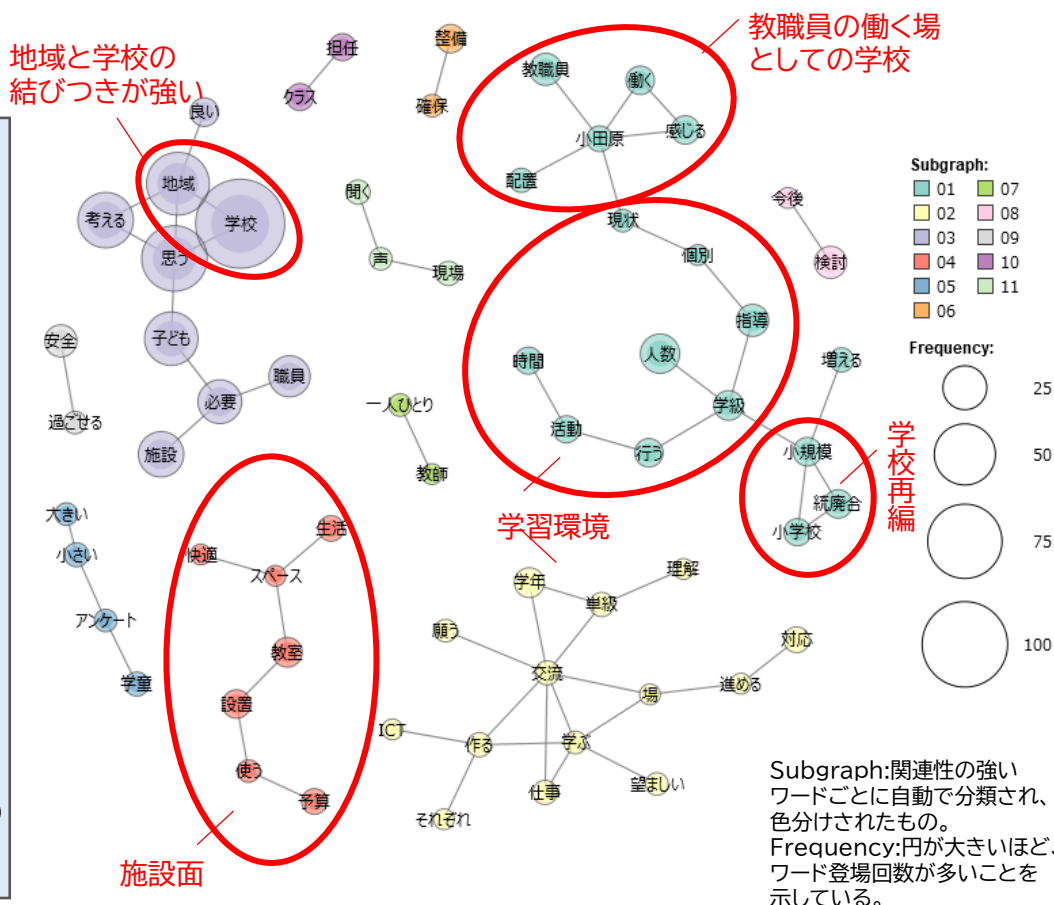 地域と学校の
結びつきが強い
教職員の働く場
としての学校
担任
クラス
整備
確保
良い
地域
学校
考える
思う
子ども
職員
必要
施設
教職員
働く
小田原
感じる
配置
聞く
声
現場
現状
個別
指導
人数
時間
学級
活動
行う
今後
検討
増える
小規模
統廃合
小学校
学校再編
安全
過ごせる
一人ひとり
教師
学習環境
大きい
小さい
アンケート
学童
生活
快適
スペース
教室
設置
使う
予算
施設面
学年
単級
理解
願う
交流
対応
場
進める
ICT
作る
学ぶ
仕事
望ましい
それぞれ
Subgraph:
01 07
02 08
03 09
04 10
05 11
06
Frequency:
25
50
75
100
Subgraph:関連性の強い
ワードごとに自動で分類され、
色分けされたもの。
Frequency:円が大きいほど、
ワード登場回数が多いことを
示している。